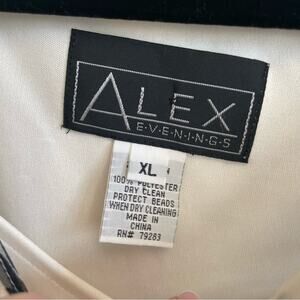 ALEX
E·V·E·N·I·N·G·S
XL
100% POLYESTER
DRY CLEAN
PROTECT BEADS
WHEN DRY CLEANING
MADE IN
CHINA
RN# 79283